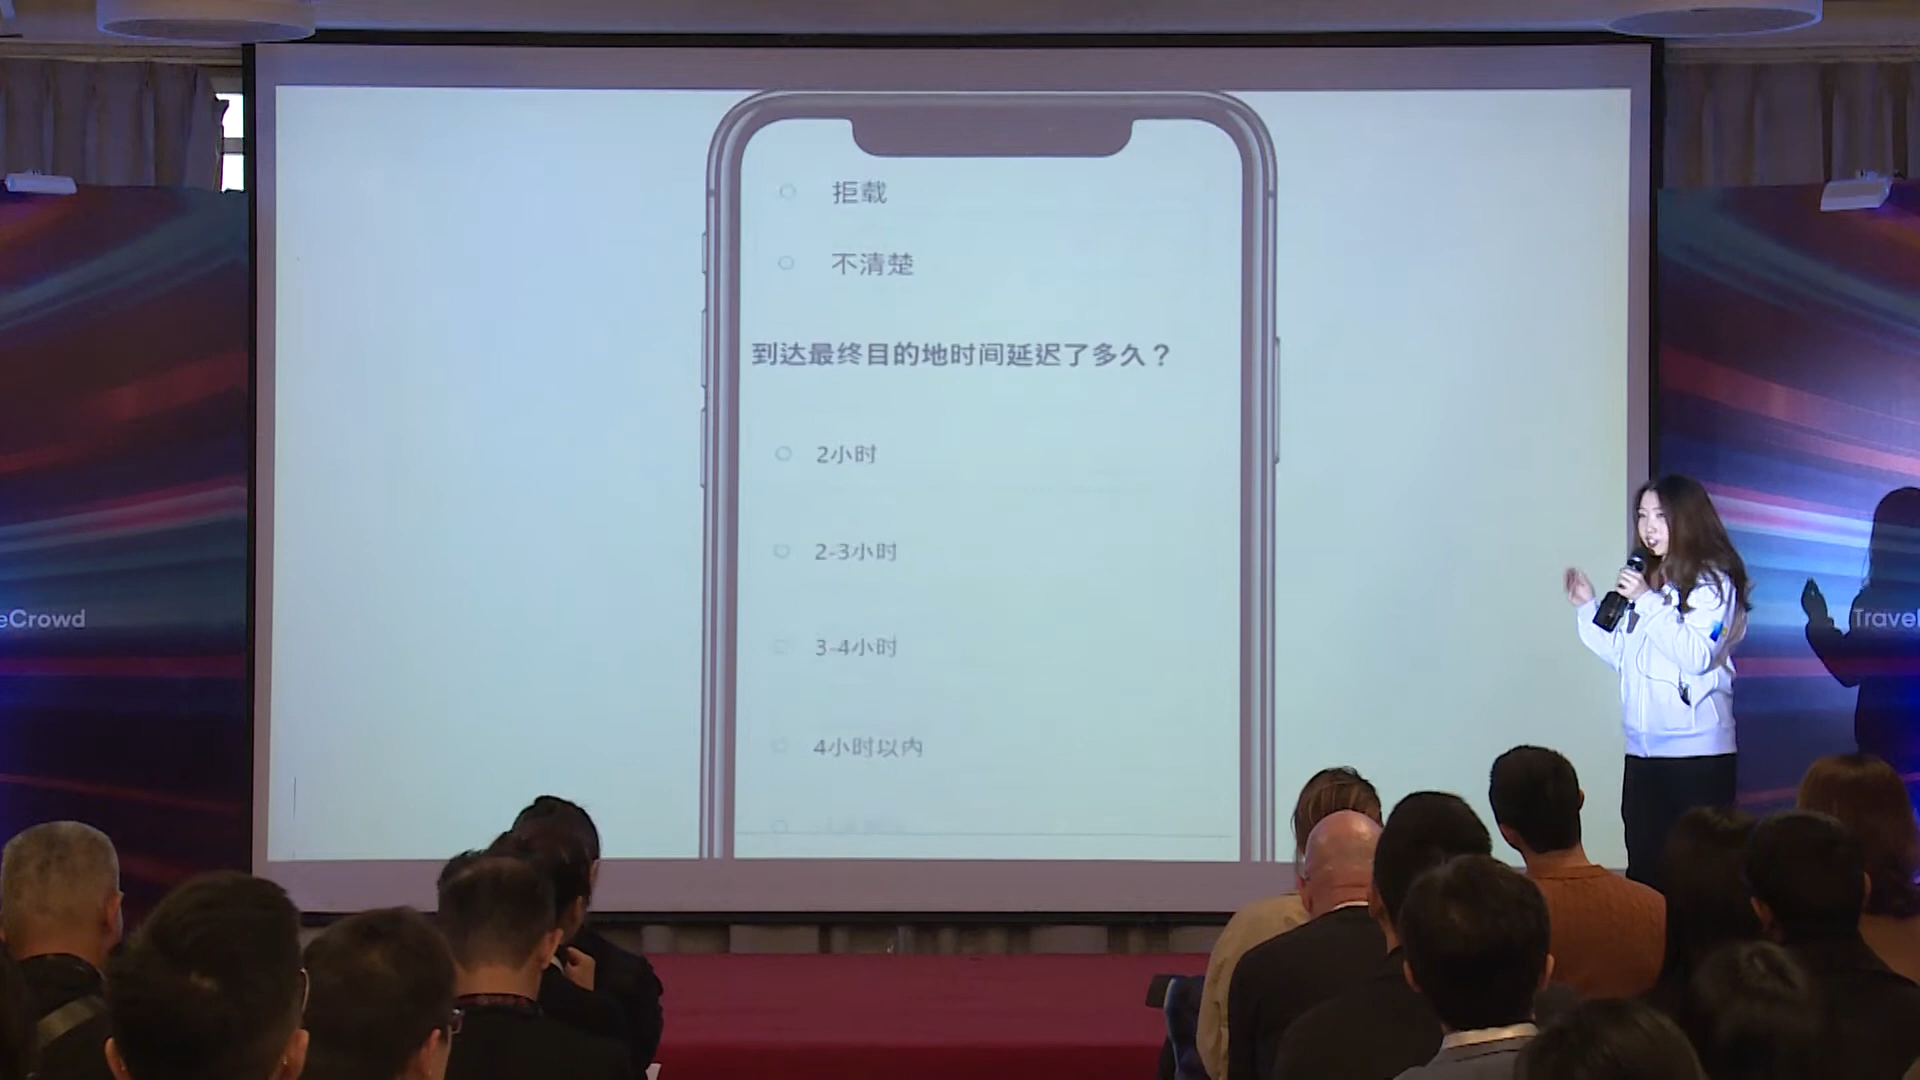 拒载
不清楚
到达最终目的地时间延迟了多久？
2小时
2-3小时
3-4小时
4小时以内
eCrowd
Travel